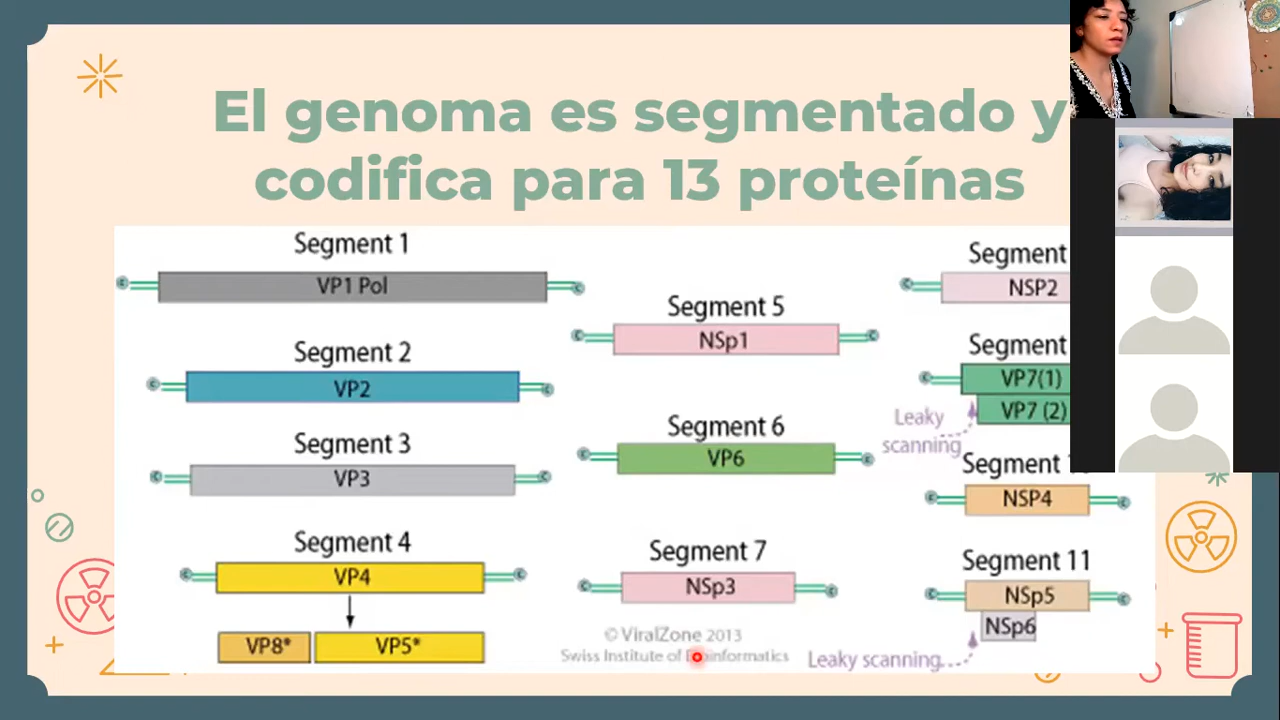 El genoma es segmentado y
codifica para 13 proteínas
Segment 1
VP1 Pol
Segment 2
VP2
Segment 3
VP3
Segment 4
VP4
VP8*
VP5*
Segment 5
NSp1
Segment 6
VP6
Segment 7
NSp3
© ViralZone 2013
Swiss Institute of Bioinformatics
Segment
NSP2
Segment
VP7(1)
VP7 (2)
Leaky
scanning
Segment
NSP4
Segment 11
NSp5
NSp6
Leaky scanning